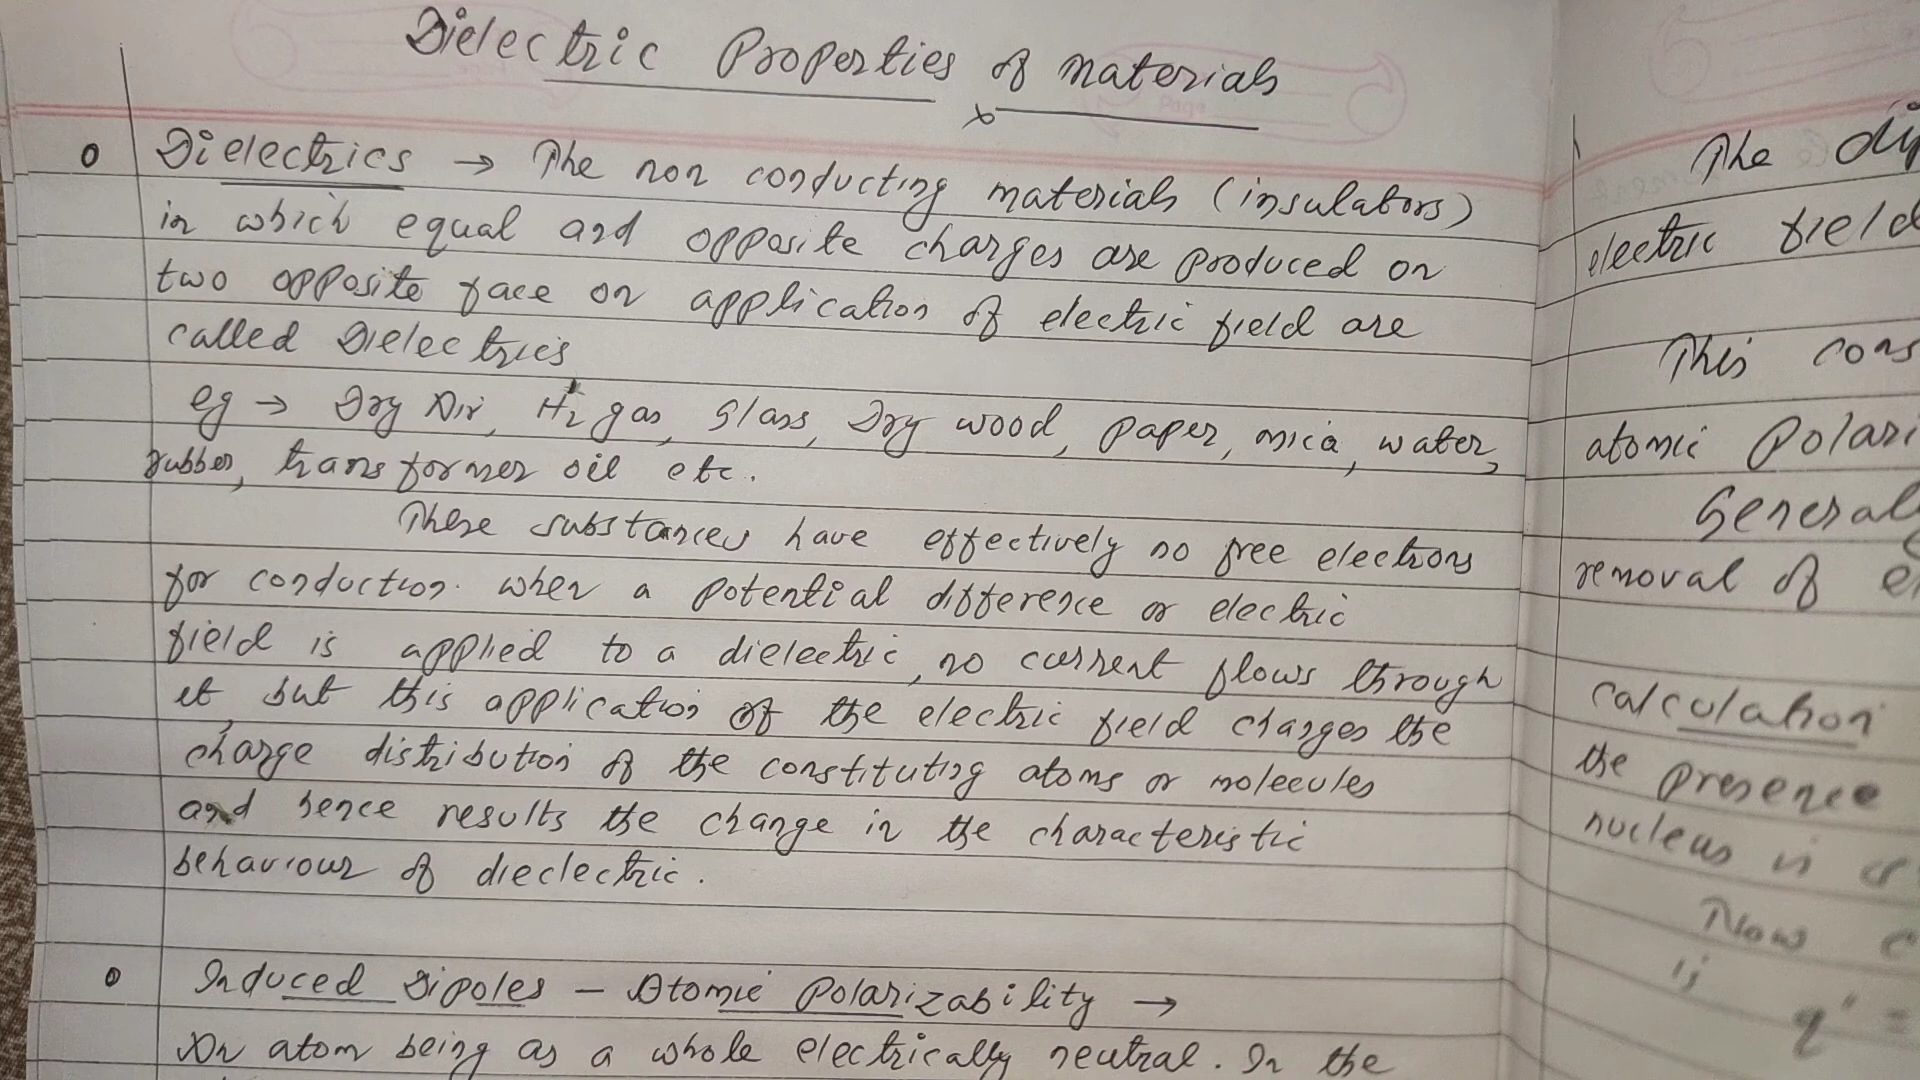 Dielectric Properties of materials
Dielectrics → The non conducting materials (insulators)
in which equal and opposite charges are produced on
two opposite face on application of electric field are
called Dielectrics
eg → Dry Air, H2 gas, Glass, Dry wood, paper, mica, water,
rubber, transformer oil etc.
These substances have effectively no free electrons
for conduction. when a potential difference or electric
field is applied to a dielectric, no current flows through
it, but this application of the electric field changes the
charge distribution of the constituting atoms or molecules
and hence results the change in the characteristic
behaviour of dieclectric.
Induced Dipoles - Atomic Polarizability →
An atom being as a whole electrically neutral. In the
The
electric field
This
atomic
removal of
calculation
the presence
nucleus is
Now
is
q' =